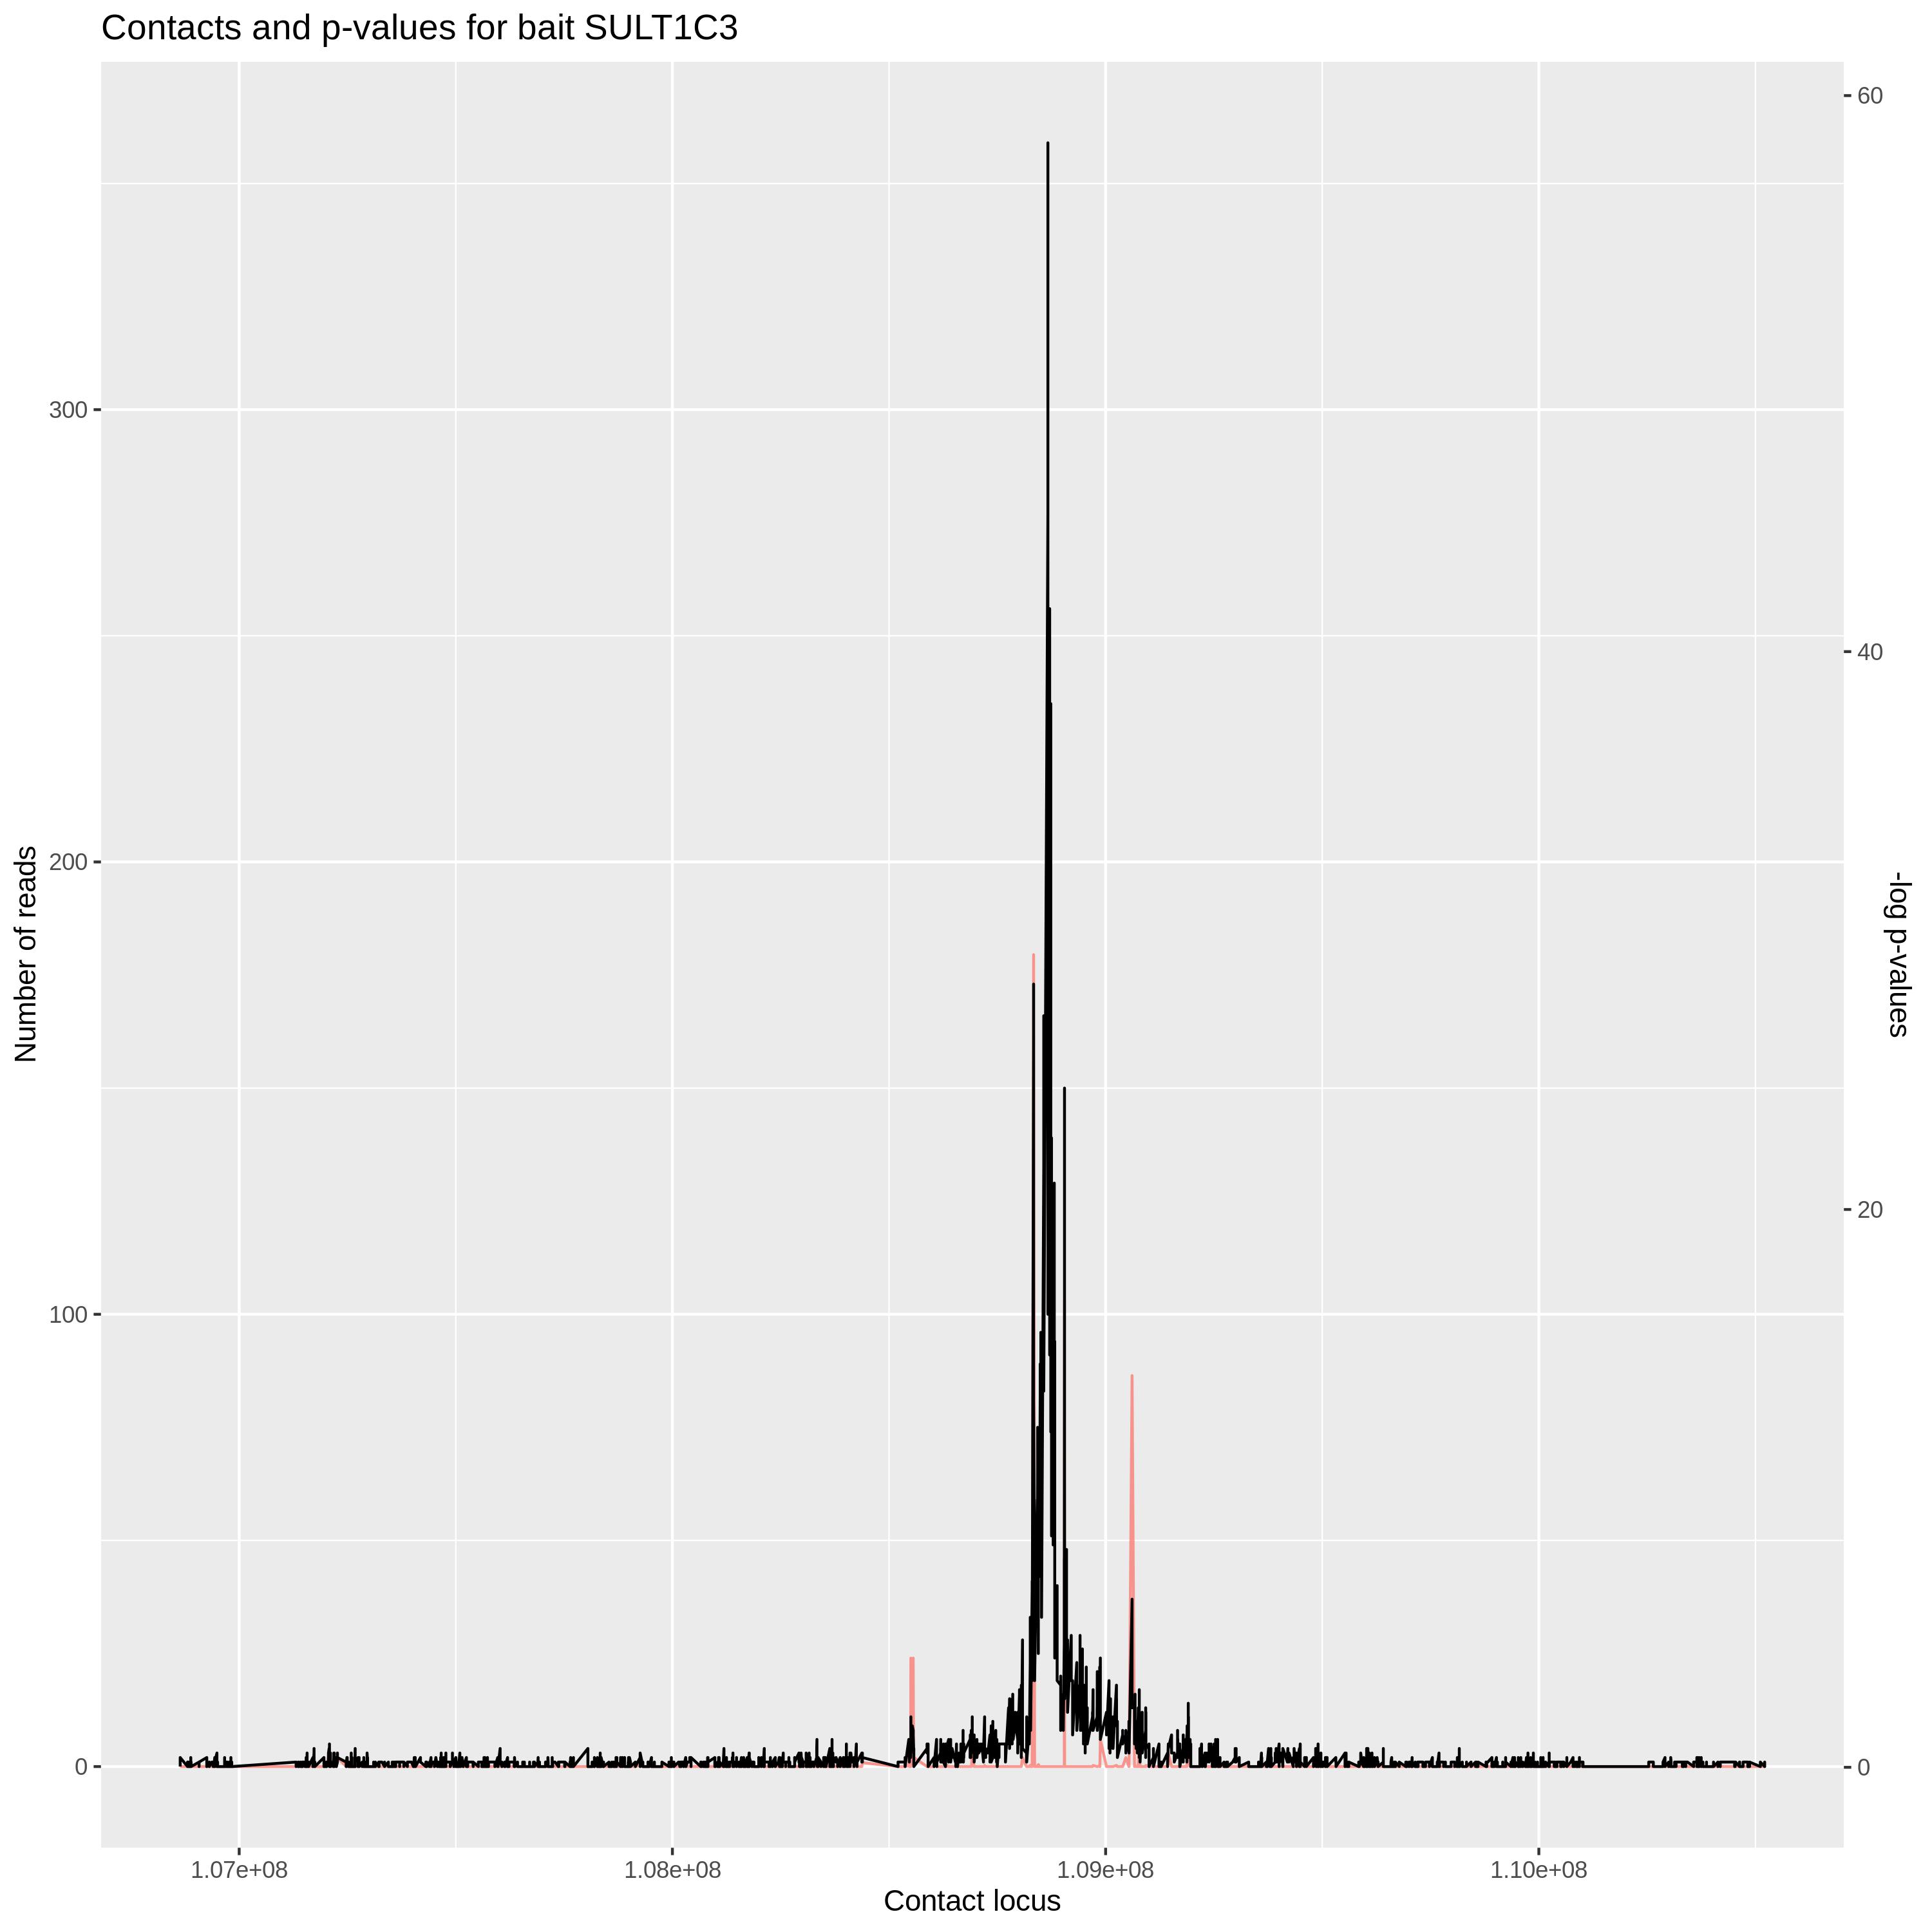 Contacts and p-values for bait SULT1C3
Number of reads
300
200
100
0
60
40
20
0
-log p-values
1.07e+08
1.08e+08
1.09e+08
1.10e+08
Contact locus